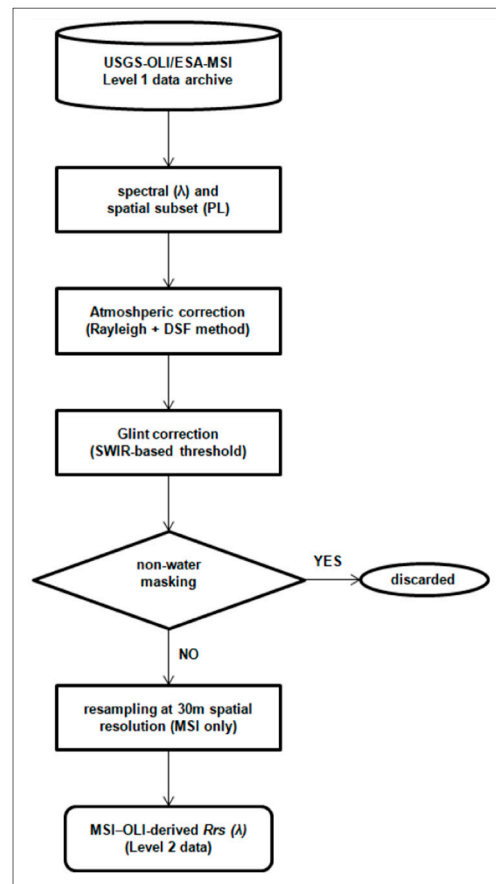 USGS-OLI/ESA-MSI
Level 1 data archive
spectral (λ) and
spatial subset (PL)
Atmoshperic correction
(Rayleigh + DSF method)
Glint correction
(SWIR-based threshold)
non-water
masking
YES
discarded
NO
resampling at 30m spatial
resolution (MSI only)
MSI–OLI-derived Rrs (λ)
(Level 2 data)